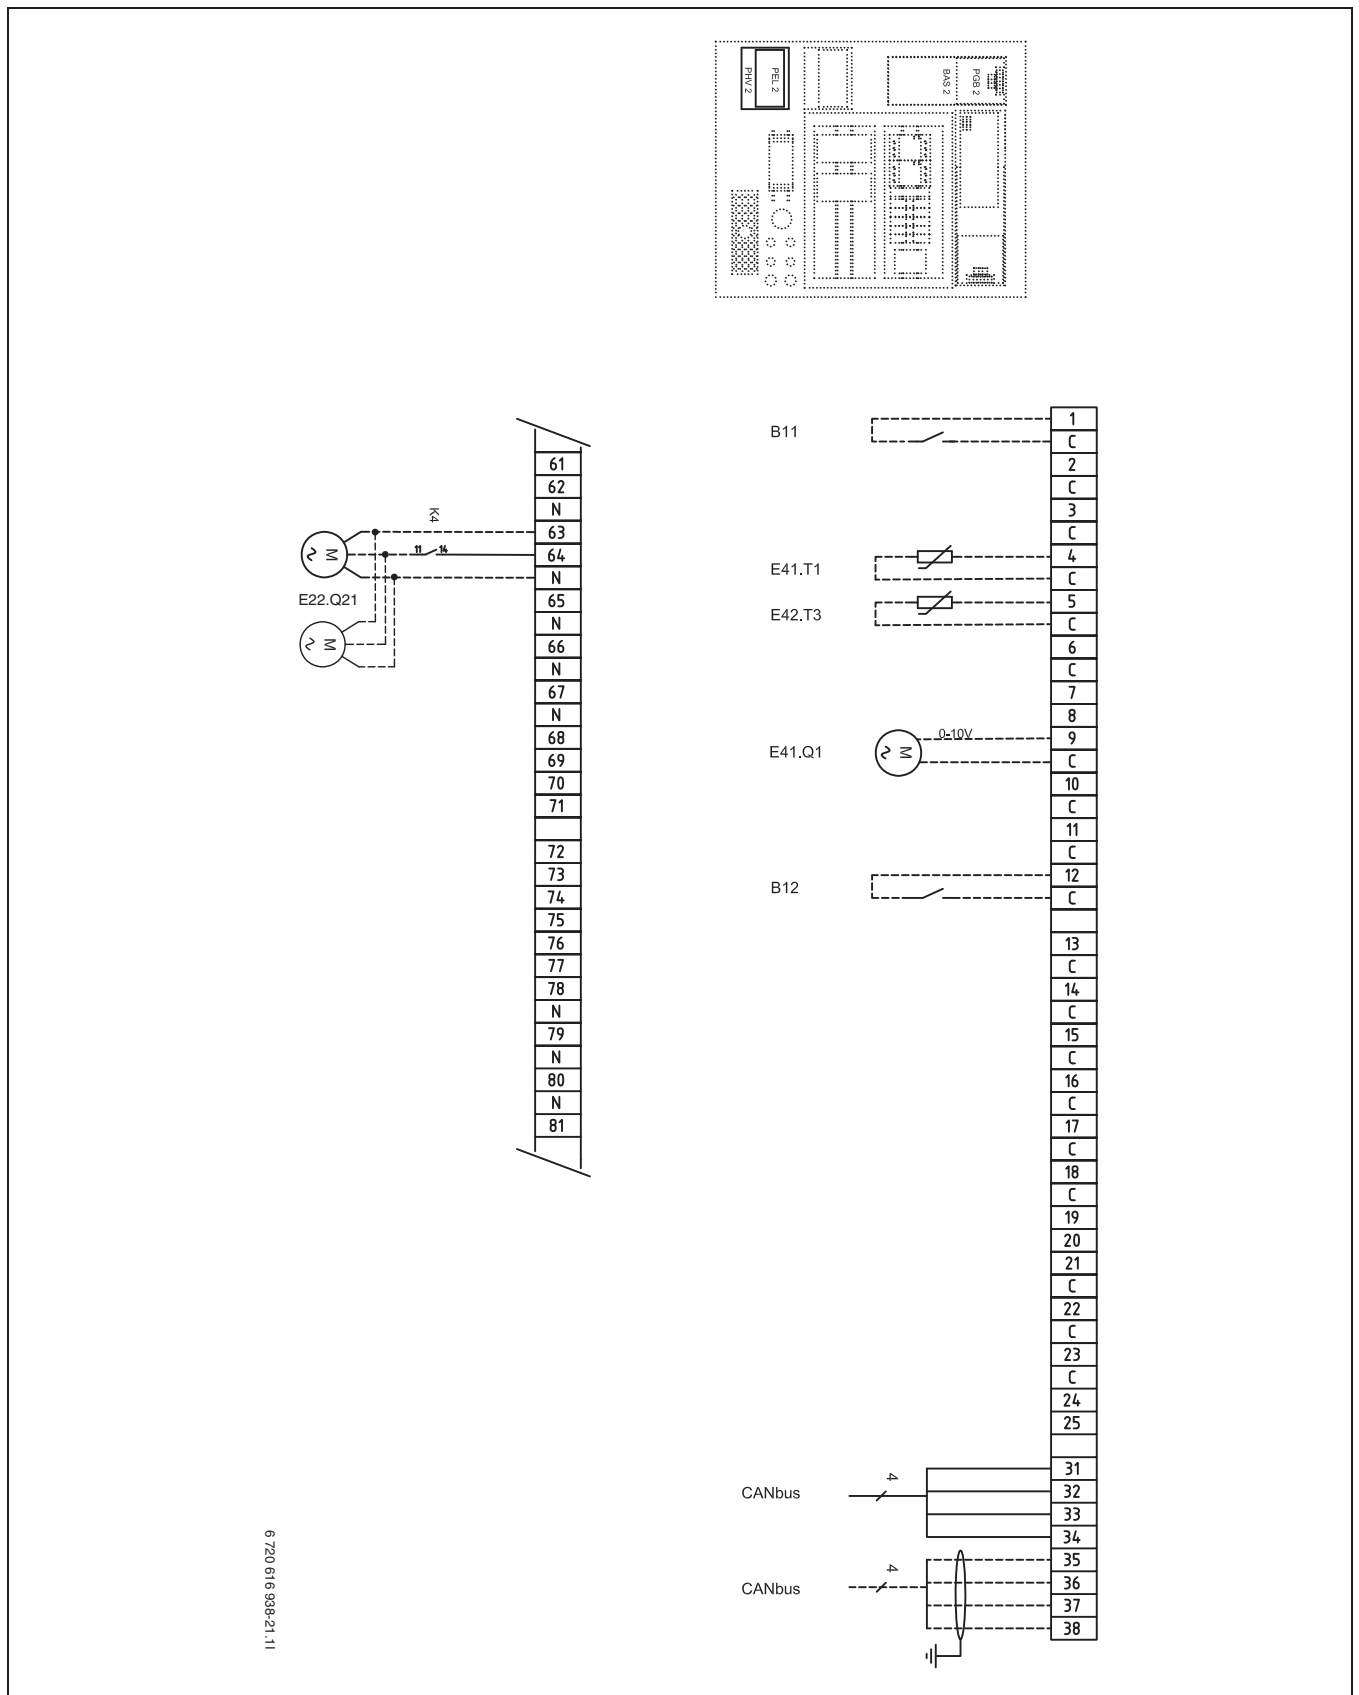 PHV 2
PEL 2
BAS 2
PGB 2
61
62
N
63
64
N
65
N
66
N
67
N
68
69
70
71
72
73
74
75
76
77
78
N
79
N
80
N
81
K4
11 14
M
~
E22.Q21
M
~
B11
E41.T1
E42.T3
E41.Q1
M
~
0-10V
B12
CANbus
4
CANbus
4
1
C
2
C
3
C
4
C
5
C
6
C
7
8
9
C
10
C
11
C
12
C
13
C
14
C
15
C
16
C
17
C
18
C
19
20
21
C
22
C
23
C
24
25
31
32
33
34
35
36
37
38
6 720 616 938-21.1I